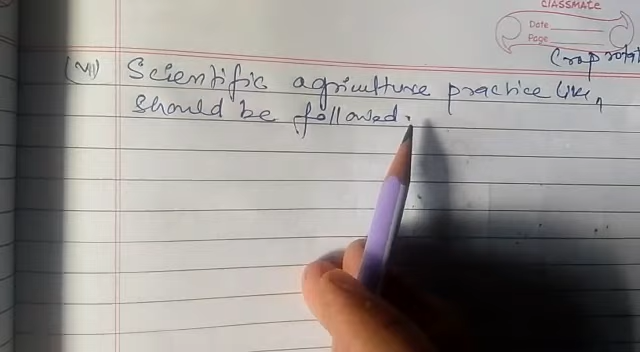 CLASSMATE
Date
Page
Crop rotat
(VII) Scientific agriculture practice like,
should be followed.